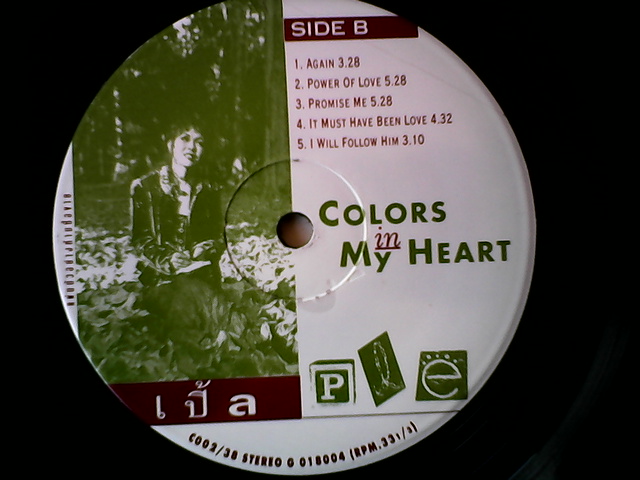 SIDE B
1. AGAIN 3.28
2. POWER OF LOVE 5.28
3. PROMISE ME 5.28
4. IT MUST HAVE BEEN LOVE 4.32
5. I WILL FOLLOW HIM 3.10
COLORS
in
MY HEART
P l ë
เ ปิ้ ล
C002/38 STEREO G 018004 (RPM.33 1/3)